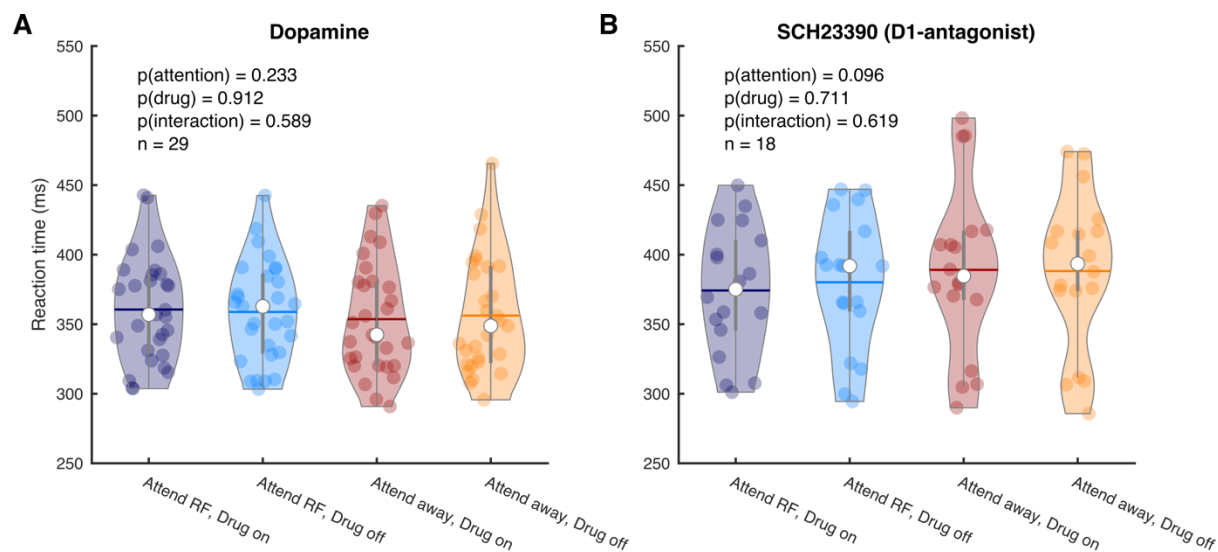 A
Dopamine
550
500
450
400
350
300
250
Reaction time (ms)
p(attention) = 0.233
p(drug) = 0.912
p(interaction) = 0.589
n = 29
Attend RF, Drug on
Attend RF, Drug off
Attend away, Drug on
Attend away, Drug off
B
SCH23390 (D1-antagonist)
550
500
450
400
350
300
250
p(attention) = 0.096
p(drug) = 0.711
p(interaction) = 0.619
n = 18
Attend RF, Drug on
Attend RF, Drug off
Attend away, Drug on
Attend away, Drug off